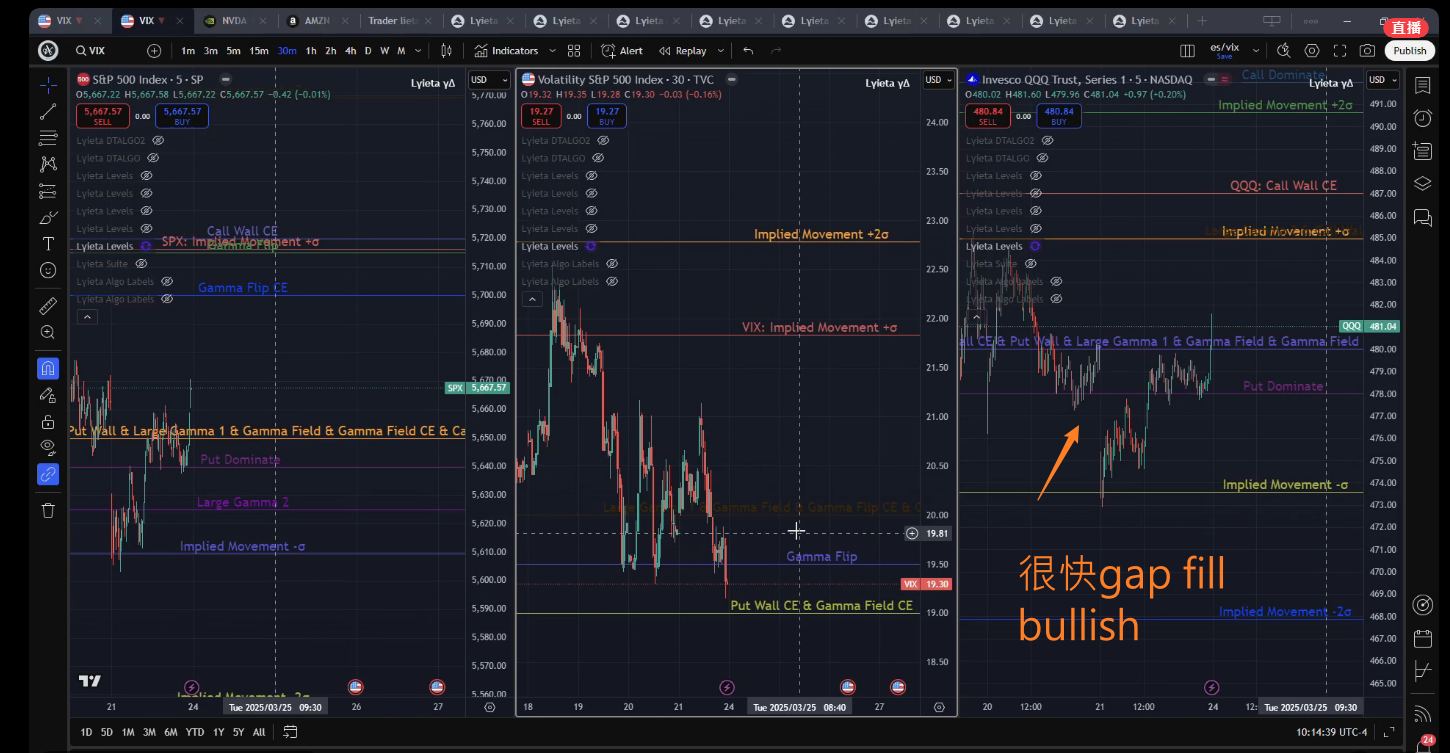 VIX
VIX
NVDA
AMZN
Trader lieta
Lyieta
Lyieta
Lyieta
Lyieta
Lyieta
Lyieta
Lyieta
Lyieta
Lyieta
直播
VIX
1m 3m 5m 15m 30m 1h 2h 4h D W M
Indicators
Alert
Replay
es/vix
Save
Publish
S&P 500 Index · 5 · SP
Lyieta γΔ
USD
O5,667.22 H5,667.58 L5,667.22 C5,667.57 −0.42 (−0.01%)
5,667.57
SELL
0.00
5,667.57
BUY
Lyieta DTALGO2
Lyieta DTALGO
Lyieta Levels
Lyieta Levels
Lyieta Levels
Lyieta Levels
Lyieta Levels
Lyieta Suite
Lyieta Algo Labels
Lyieta Algo Labels
Call Wall CE
SPX: Implied Movement +σ
Gamma Flip
Gamma Flip CE
Put Wall & Large Gamma 1 & Gamma Field & Gamma Field CE & Ca
Put Dominate
Large Gamma 2
Implied Movement -σ
Implied Movement -2σ
5,770.00
5,760.00
5,750.00
5,740.00
5,730.00
5,720.00
5,710.00
5,700.00
5,690.00
5,680.00
5,670.00
SPX 5,667.57
5,660.00
5,650.00
5,640.00
5,630.00
5,620.00
5,610.00
5,600.00
5,590.00
5,580.00
5,570.00
5,560.00
21 24 Tue 2025/03/25 09:30 26 27
Volatility S&P 500 Index · 30 · TVC
Lyieta γΔ
USD
O19.32 H19.35 L19.28 C19.30 −0.03 (−0.16%)
19.27
SELL
0.00
19.27
BUY
Lyieta DTALGO2
Lyieta DTALGO
Lyieta Levels
Lyieta Levels
Lyieta Levels
Lyieta Levels
Lyieta Levels
Lyieta Algo Labels
Lyieta Algo Labels
Implied Movement +2σ
VIX: Implied Movement +σ
Gamma Flip
Put Wall CE & Gamma Field CE
24.00
23.50
23.00
22.50
22.00
21.50
21.00
20.50
20.00
19.81
19.50
VIX 19.30
19.00
18.50
18 19 20 21 24 Tue 2025/03/25 08:40 27
Invesco QQQ Trust, Series 1 · 5 · NASDAQ
Call Dominate
Lyieta γΔ
USD
O480.02 H481.60 L479.96 C481.04 +0.97 (+0.20%)
480.84
SELL
0.00
480.84
BUY
Lyieta DTALGO2
Lyieta DTALGO
Lyieta Levels
Lyieta Levels
Lyieta Levels
Lyieta Levels
Lyieta Levels
Lyieta Suite
Lyieta Algo Labels
Lyieta Algo Labels
Implied Movement +2σ
QQQ: Call Wall CE
Implied Movement +σ
all CE & Put Wall & Large Gamma 1 & Gamma Field & Gamma Field
Put Dominate
Implied Movement -σ
很快gap fill
bullish
Implied Movement -2σ
491.00
490.00
489.00
488.00
487.00
486.00
485.00
484.00
483.00
482.00
QQQ 481.04
480.00
479.00
478.00
477.00
476.00
475.00
474.00
473.00
472.00
471.00
470.00
469.00
468.00
467.00
466.00
465.00
20 12:00 21 12:00 24 12: Tue 2025/03/25 09:30
1D 5D 1M 3M 6M YTD 1Y 5Y All
10:14:39 UTC-4
24